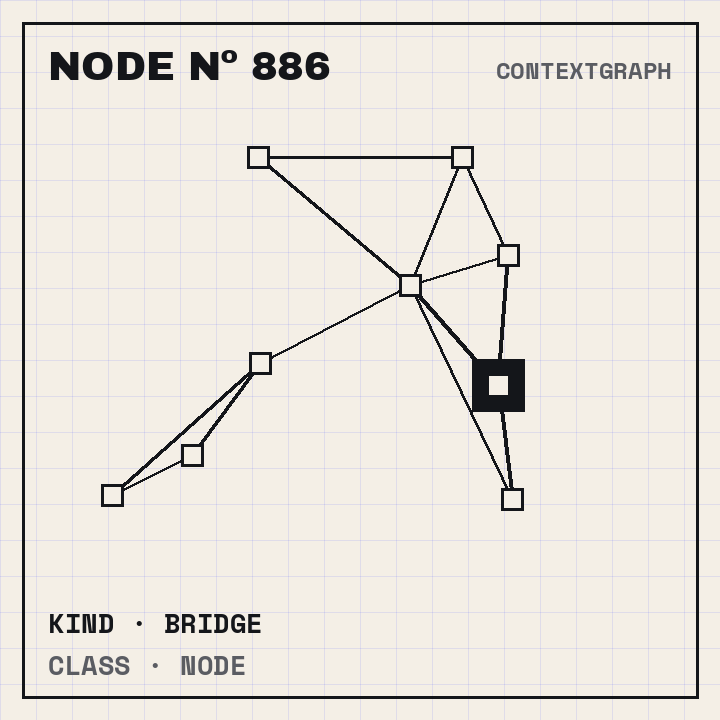 NODE Nº 886
CONTEXTGRAPH
KIND · BRIDGE
CLASS · NODE